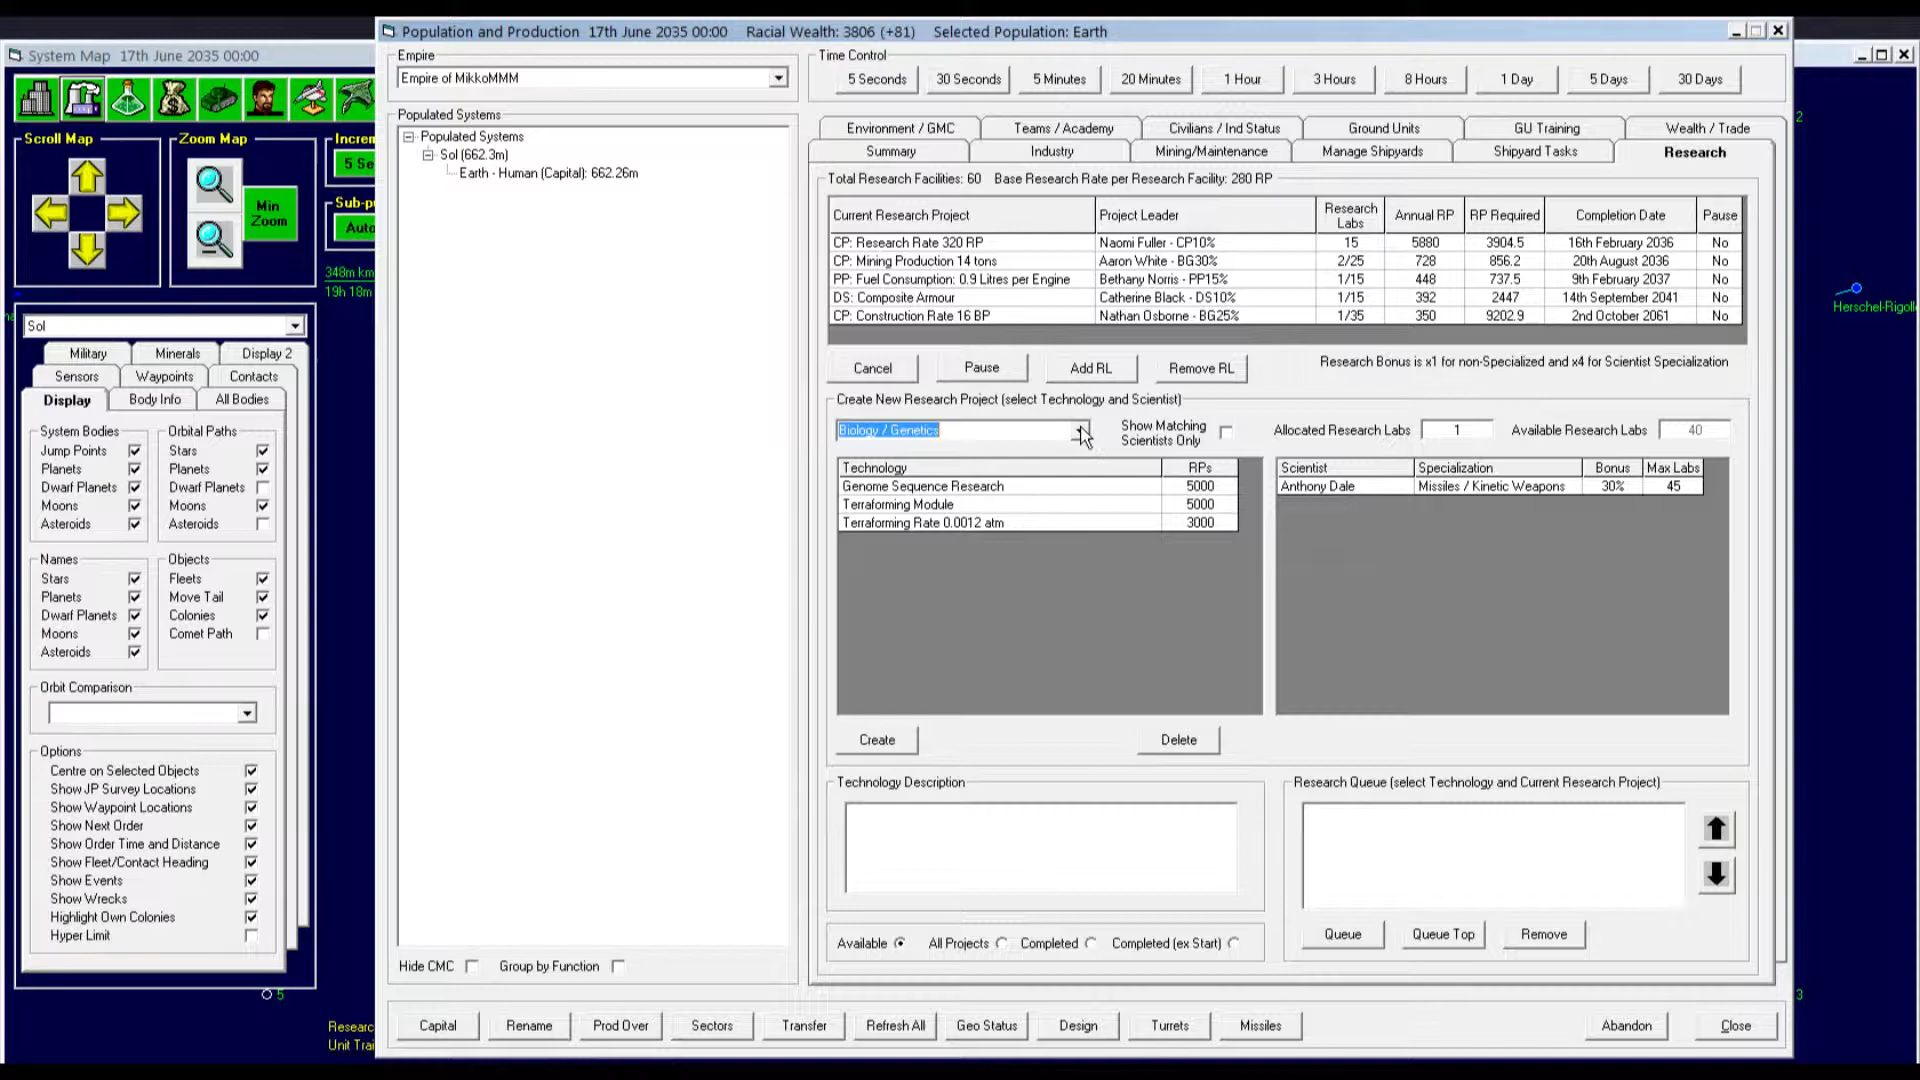 System Map 17th June 2035 00:00
Scroll Map
Zoom Map
Min Zoom
348m km
19h 18m
Sol
Military Minerals Display 2
Sensors Waypoints Contacts
Display Body Info All Bodies
System Bodies
Jump Points
Planets
Dwarf Planets
Moons
Asteroids
Orbital Paths
Stars
Planets
Dwarf Planets
Moons
Asteroids
Names
Stars
Planets
Dwarf Planets
Moons
Asteroids
Objects
Fleets
Move Tail
Colonies
Comet Path
Orbit Comparison
Options
Centre on Selected Objects
Show JP Survey Locations
Show Waypoint Locations
Show Next Order
Show Order Time and Distance
Show Fleet/Contact Heading
Show Events
Show Wrecks
Highlight Own Colonies
Hyper Limit
5
Population and Production 17th June 2035 00:00 Racial Wealth: 3806 (+81) Selected Population: Earth
Empire
Empire of MikkoMMM
Populated Systems
Populated Systems
Sol (662.3m)
Earth - Human (Capital): 662.26m
Hide CMC Group by Function
Time Control
5 Seconds 30 Seconds 5 Minutes 20 Minutes 1 Hour 3 Hours 8 Hours 1 Day 5 Days 30 Days
Environment / GMC Teams / Academy Civilians / Ind Status Ground Units GU Training Wealth / Trade
Summary Industry Mining/Maintenance Manage Shipyards Shipyard Tasks Research
Total Research Facilities: 60 Base Research Rate per Research Facility: 280 RP
Current Research Project Project Leader Research Labs Annual RP RP Required Completion Date Pause
CP: Research Rate 320 RP Naomi Fuller - CP10% 15 5880 3904.5 16th February 2036 No
CP: Mining Production 14 tons Aaron White - BG30% 2/25 728 856.2 20th August 2036 No
PP: Fuel Consumption: 0.9 Litres per Engine Bethany Norris - PP15% 1/15 448 737.5 9th February 2037 No
DS: Composite Armour Catherine Black - DS10% 1/15 392 2447 14th September 2041 No
CP: Construction Rate 16 BP Nathan Osborne - BG25% 1/35 350 9202.9 2nd October 2061 No
Cancel Pause Add RL Remove RL Research Bonus is x1 for non-Specialized and x4 for Scientist Specialization
Create New Research Project (select Technology and Scientist)
Biology / Genetics Show Matching Scientists Only Allocated Research Labs 1 Available Research Labs 40
Technology RPs
Genome Sequence Research 5000
Terraforming Module 5000
Terraforming Rate 0.0012 atm 3000
Scientist Specialization Bonus Max Labs
Anthony Dale Missiles / Kinetic Weapons 30% 45
Create Delete
Technology Description
Research Queue (select Technology and Current Research Project)
Available All Projects Completed Completed (ex Start)
Queue Queue Top Remove
Capital Rename Prod Over Sectors Transfer Refresh All Geo Status Design Turrets Missiles Abandon Close
2
3